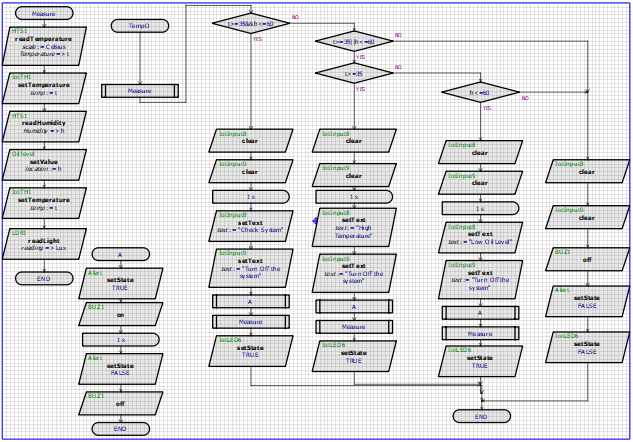 Measure
HTS1
readTemperature
scale := Celsius
Temperature => t
IotTH1
setTemperature
temp := t
HTS1
readHumidity
Humidity => h
Oil level
setValue
location := h
IotTH1
setTemperature
temp := t
LDR1
readLight
reading => Lux
END
TempO
Measure
A
Alert
setState
TRUE
BUZ1
on
1 s
Alert
setState
FALSE
BUZ1
off
END
t>=35&&h<=60
NO
YES
IotInput8
clear
IotInput9
clear
1 s
IotInput8
setText
text := "Check System"
IotInput9
setText
text := "Turn Off the
system"
A
Measure
IotLED6
setState
TRUE
t>=35||h<=60
NO
YES
t>=35
NO
YES
IotInput8
clear
IotInput9
clear
1 s
IotInput8
setText
text := "High
Temperature"
IotInput9
setText
text := "Turn Off the
system"
A
Measure
IotLED6
setState
TRUE
h<=60
NO
YES
IotInput8
clear
IotInput9
clear
1 s
IotInput8
setText
text := "Low Oil Level"
IotInput9
setText
text := "Turn Off the
system"
A
Measure
IotLED6
setState
TRUE
END
IotInput8
clear
IotInput9
clear
BUZ1
off
Alert
setState
FALSE
IotLED6
setState
FALSE